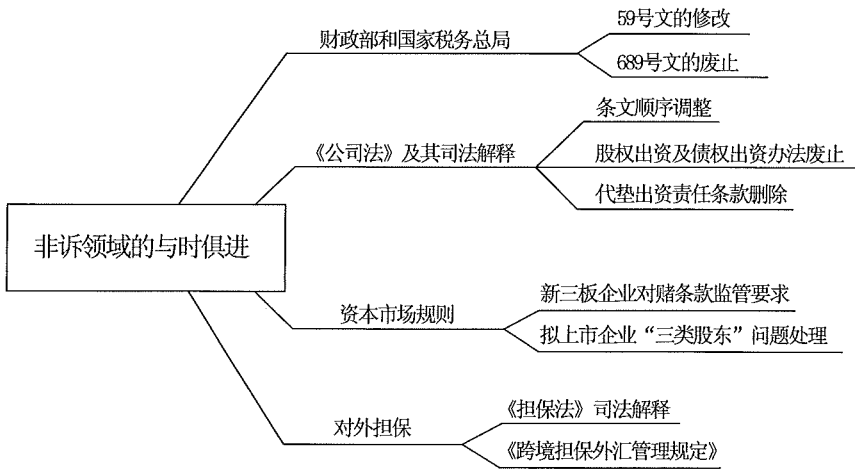 非诉领域的与时俱进
财政部和国家税务总局
59号文的修改
689号文的废止
《公司法》及其司法解释
条文顺序调整
股权出资及债权出资办法废止
代垫出资责任条款删除
资本市场规则
新三板企业对赌条款监管要求
拟上市企业“三类股东”问题处理
对外担保
《担保法》司法解释
《跨境担保外汇管理规定》